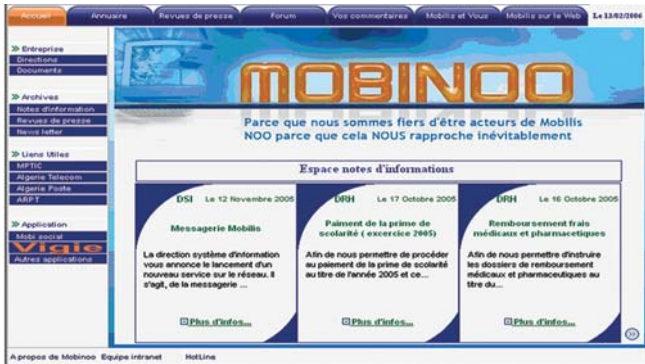 Accueil Annuaire Revues de presse Forum Vos commentaires Mobilis et Vous Mobilis sur le Web Le 13/02/2006
Entreprise
Directions
Documents
Archives
Notes d'information
Revues de presse
News letter
Liens Utiles
MPTIC
Algerie Telecom
Algerie Poste
ARPT
Application
Mobi social
Vigie
Autres applications
MOBINOO
Parce que nous sommes fiers d'être acteurs de Mobilis
NOO parce que cela NOUS rapproche inévitablement
Espace notes d'informations
DSI Le 12 Novembre 2005
Messagerie Mobilis
La direction système d'information
vous annonce le lancement d'un
nouveau service sur le réseau. Il
s'agit, de la messagerie ...
Plus d'infos...
DRH Le 17 Octobre 2005
Paiment de la prime de
scolarité ( excercice 2005)
Afin de nous permettre de procéder
au paiement de la prime de scolarité
au titre de l'année 2005 et ce...
Plus d'infos...
DRH Le 16 Octobre 2005
Remboursement frais
médicaux et pharmacetiques
Afin de nous permettre d'instruire
les dossiers de remboursement
médicaux et pharmaceutiques au
titre du...
Plus d'infos...
A propos de Mobinoo Equipe intranet HotLine